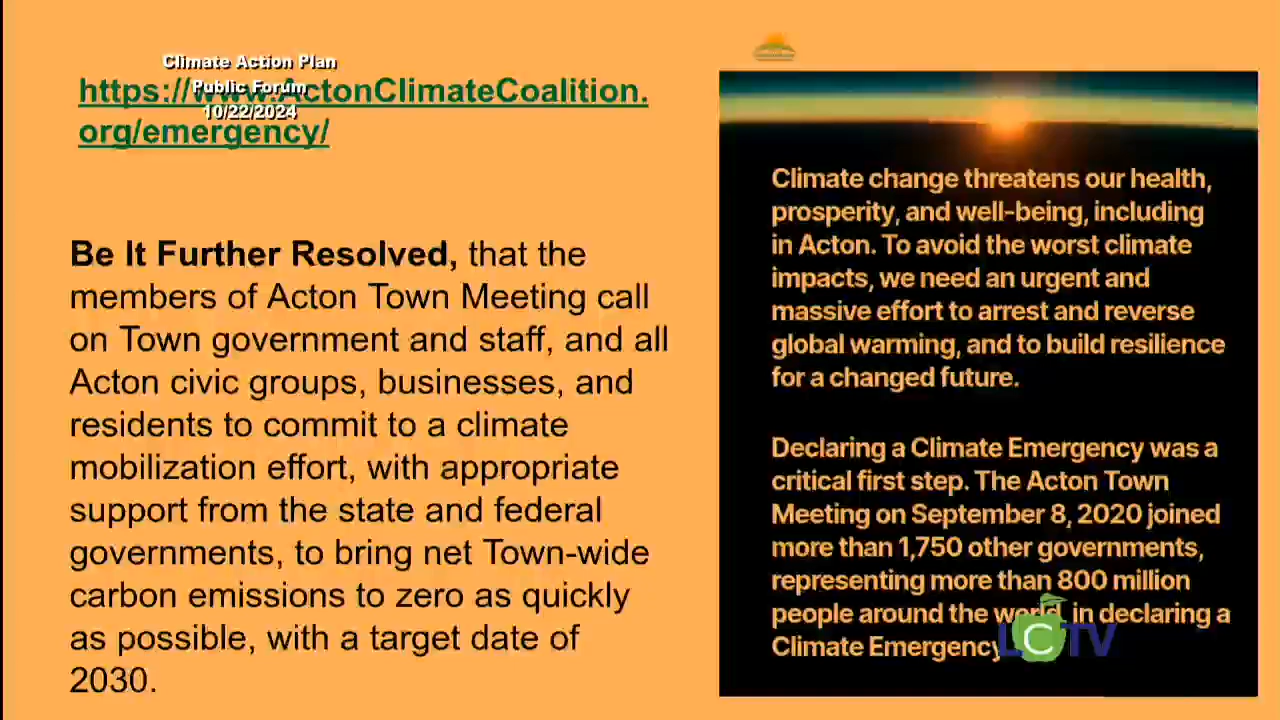 Climate Action Plan
Public Forum
10/22/2024
https://www.ActonClimateCoalition.
org/emergency/
Be It Further Resolved, that the
members of Acton Town Meeting call
on Town government and staff, and all
Acton civic groups, businesses, and
residents to commit to a climate
mobilization effort, with appropriate
support from the state and federal
governments, to bring net Town-wide
carbon emissions to zero as quickly
as possible, with a target date of
2030.
Climate change threatens our health,
prosperity, and well-being, including
in Acton. To avoid the worst climate
impacts, we need an urgent and
massive effort to arrest and reverse
global warming, and to build resilience
for a changed future.
Declaring a Climate Emergency was a
critical first step. The Acton Town
Meeting on September 8, 2020 joined
more than 1,750 other governments,
representing more than 800 million
people around the world, in declaring a
Climate Emergency
LCTV